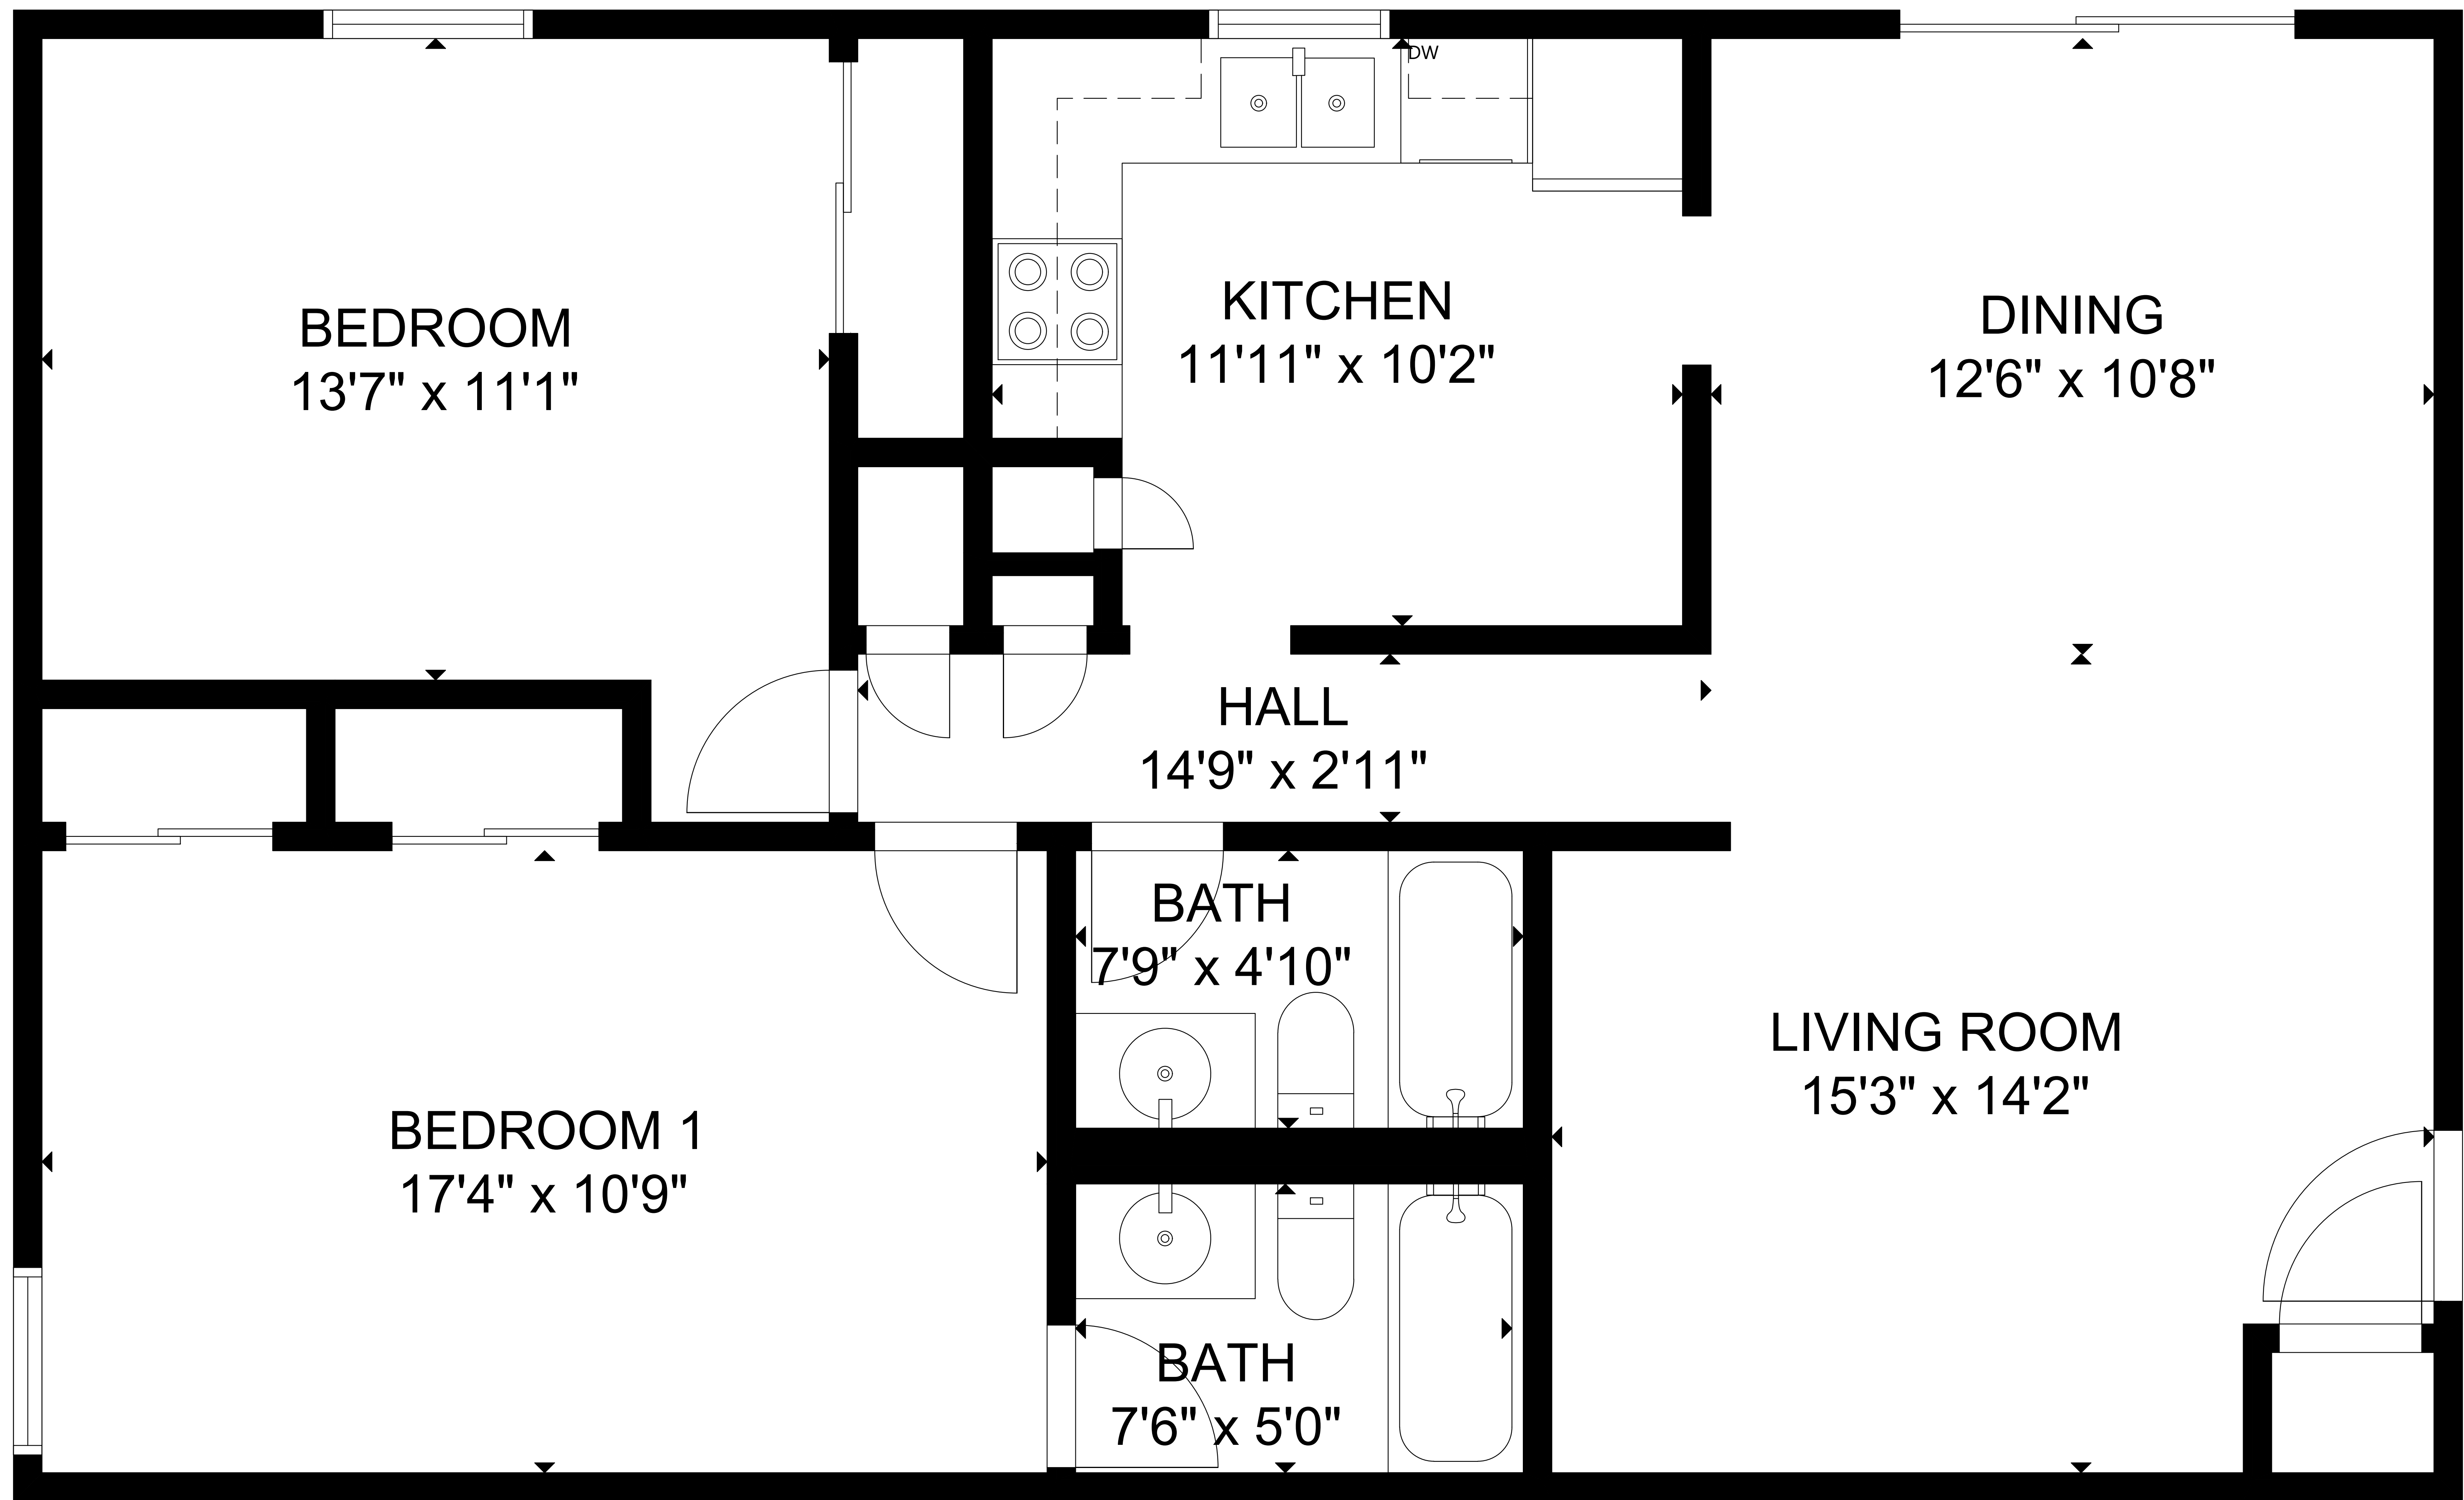 DW
BEDROOM
13'7" x 11'1"
KITCHEN
11'11" x 10'2"
DINING
12'6" x 10'8"
HALL
14'9" x 2'11"
BATH
7'9" x 4'10"
LIVING ROOM
15'3" x 14'2"
BEDROOM 1
17'4" x 10'9"
BATH
7'6" x 5'0"